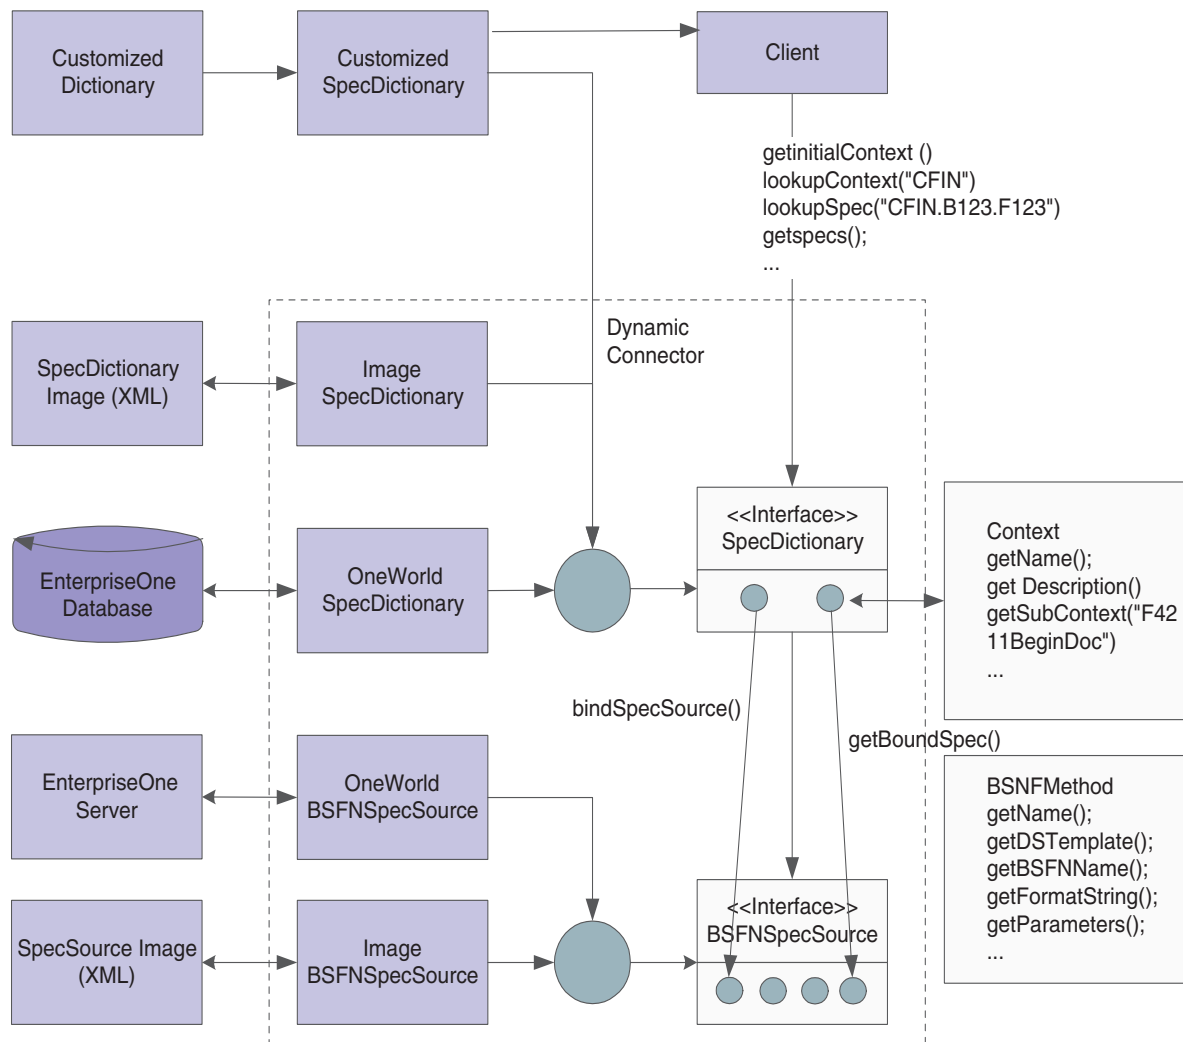 Customized
Dictionary
Customized
SpecDictionary
Client
getinitialContext ()
lookupContext("CFIN")
lookupSpec("CFIN.B123.F123")
getspecs();
...
Dynamic
Connector
SpecDictionary
Image (XML)
Image
SpecDictionary
EnterpriseOne
Database
OneWorld
SpecDictionary
<<Interface>>
SpecDictionary
Context
getName();
get Description()
getSubContext("F42
11BeginDoc")
...
bindSpecSource()
getBoundSpec()
EnterpriseOne
Server
OneWorld
BSFNSpecSource
BSNFMethod
getName();
getDSTemplate();
getBSFNName();
getFormatString();
getParameters();
...
SpecSource Image
(XML)
Image
BSFNSpecSource
<<Interface>>
BSFNSpecSource